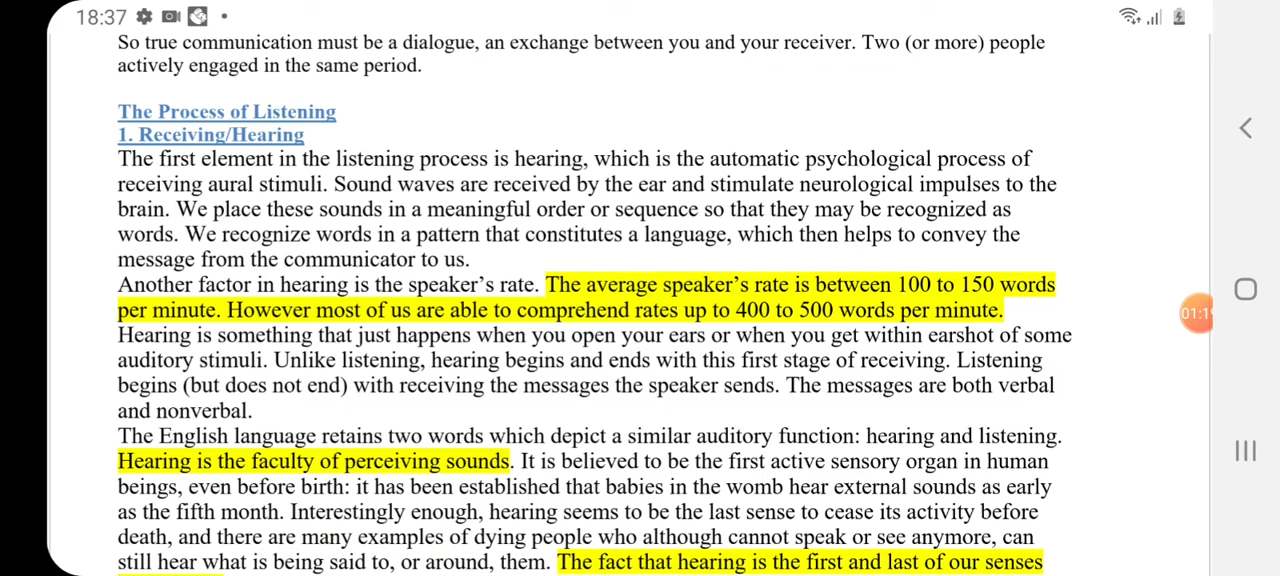 18:37
So true communication must be a dialogue, an exchange between you and your receiver. Two (or more) people
actively engaged in the same period.
The Process of Listening
1. Receiving/Hearing
The first element in the listening process is hearing, which is the automatic psychological process of
receiving aural stimuli. Sound waves are received by the ear and stimulate neurological impulses to the
brain. We place these sounds in a meaningful order or sequence so that they may be recognized as
words. We recognize words in a pattern that constitutes a language, which then helps to convey the
message from the communicator to us.
Another factor in hearing is the speaker’s rate. The average speaker’s rate is between 100 to 150 words
per minute. However most of us are able to comprehend rates up to 400 to 500 words per minute.
Hearing is something that just happens when you open your ears or when you get within earshot of some
auditory stimuli. Unlike listening, hearing begins and ends with this first stage of receiving. Listening
begins (but does not end) with receiving the messages the speaker sends. The messages are both verbal
and nonverbal.
The English language retains two words which depict a similar auditory function: hearing and listening.
Hearing is the faculty of perceiving sounds. It is believed to be the first active sensory organ in human
beings, even before birth: it has been established that babies in the womb hear external sounds as early
as the fifth month. Interestingly enough, hearing seems to be the last sense to cease its activity before
death, and there are many examples of dying people who although cannot speak or see anymore, can
still hear what is being said to, or around, them. The fact that hearing is the first and last of our senses